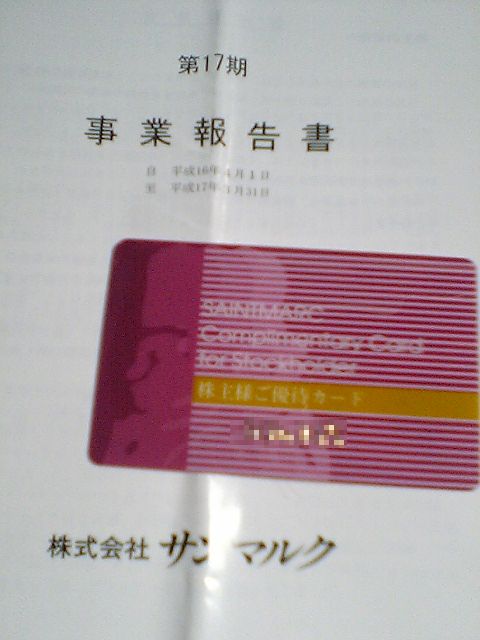 第17期
事業報告書
自 平成16年4月1日
至 平成17年3月31日
SAINTMARC
Complimentary Card
for Stockholder
株主様ご優待カード
株式会社 サンマルク